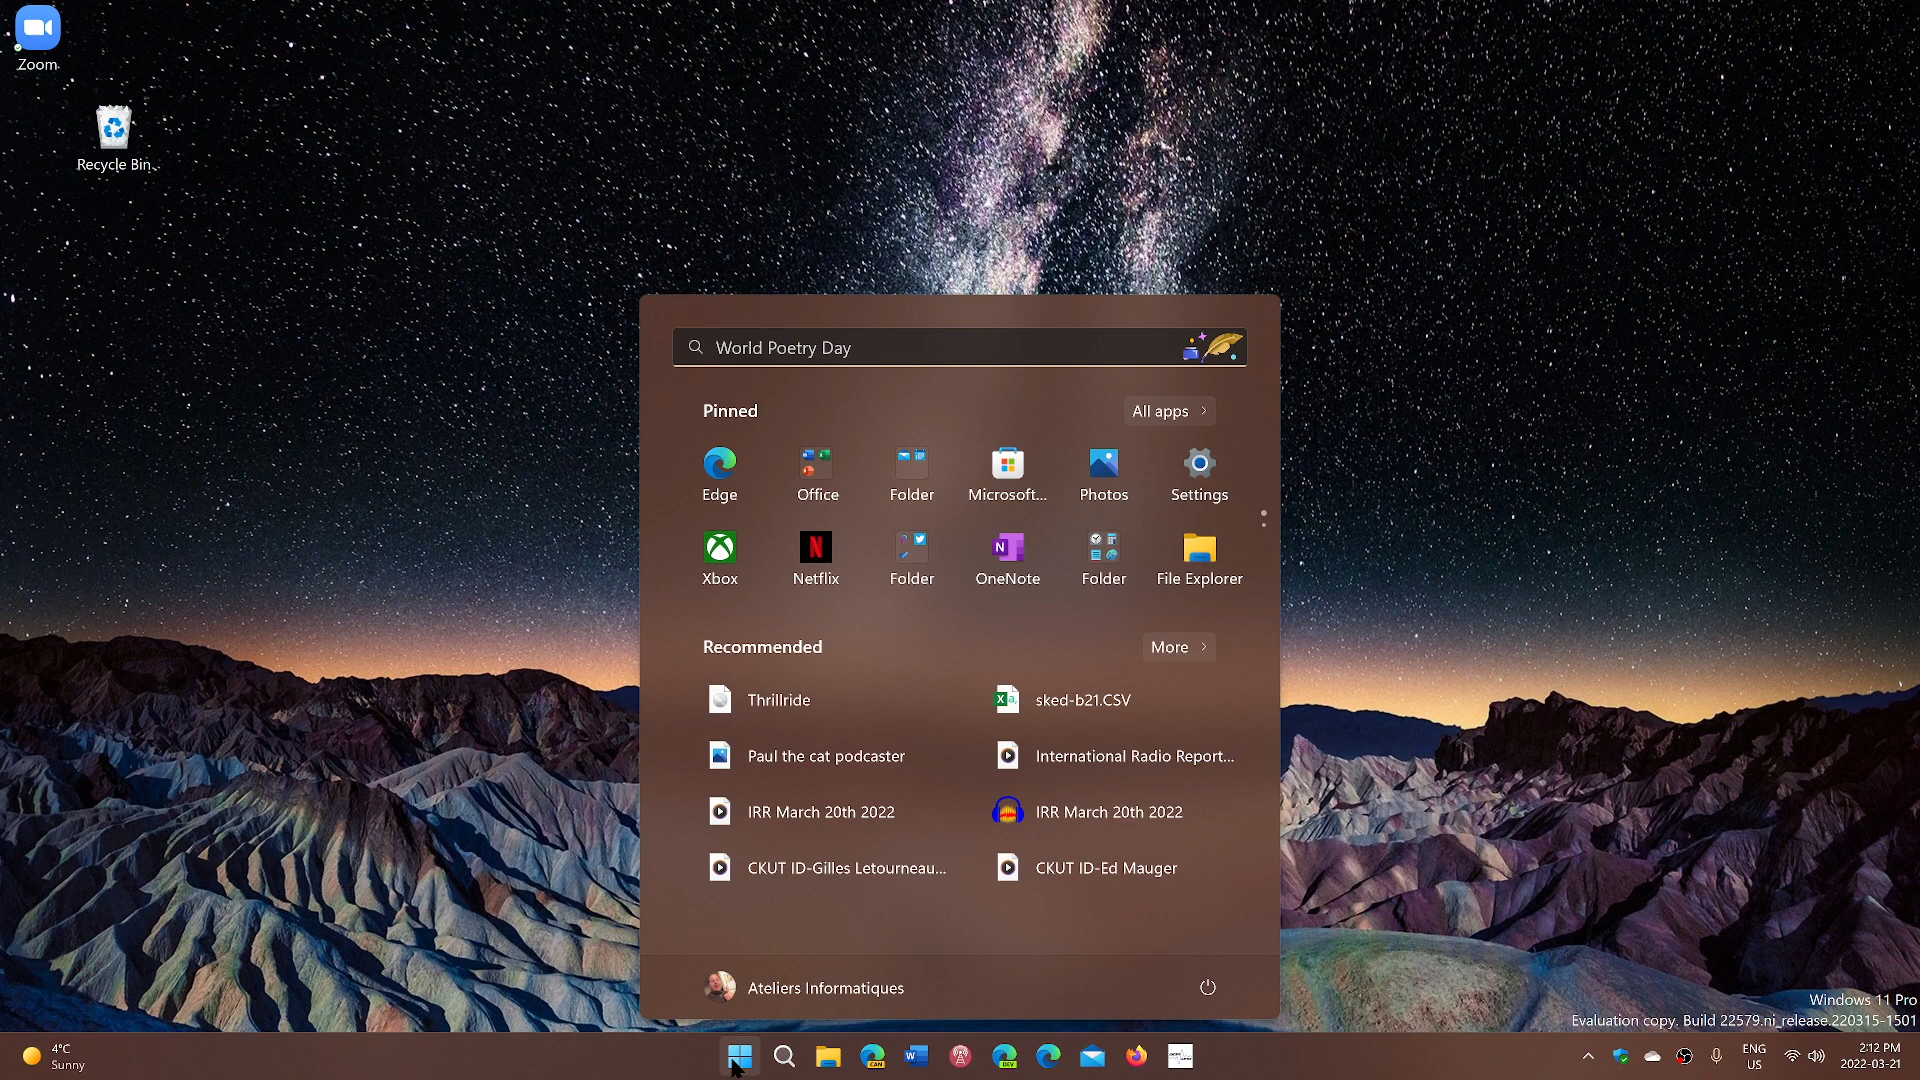 Zoom
Recycle Bin
World Poetry Day
Pinned
All apps
Edge
Office
Folder
Microsoft...
Photos
Settings
Xbox
Netflix
Folder
OneNote
Folder
File Explorer
Recommended
More
Thrillride
sked-b21.CSV
Paul the cat podcaster
International Radio Report...
IRR March 20th 2022
IRR March 20th 2022
CKUT ID-Gilles Letourneau...
CKUT ID-Ed Mauger
Ateliers Informatiques
Windows 11 Pro
Evaluation copy. Build 22579.ni_release.220315-1501
4°C
Sunny
CAN
DEV
ENG
US
2:12 PM
2022-03-21